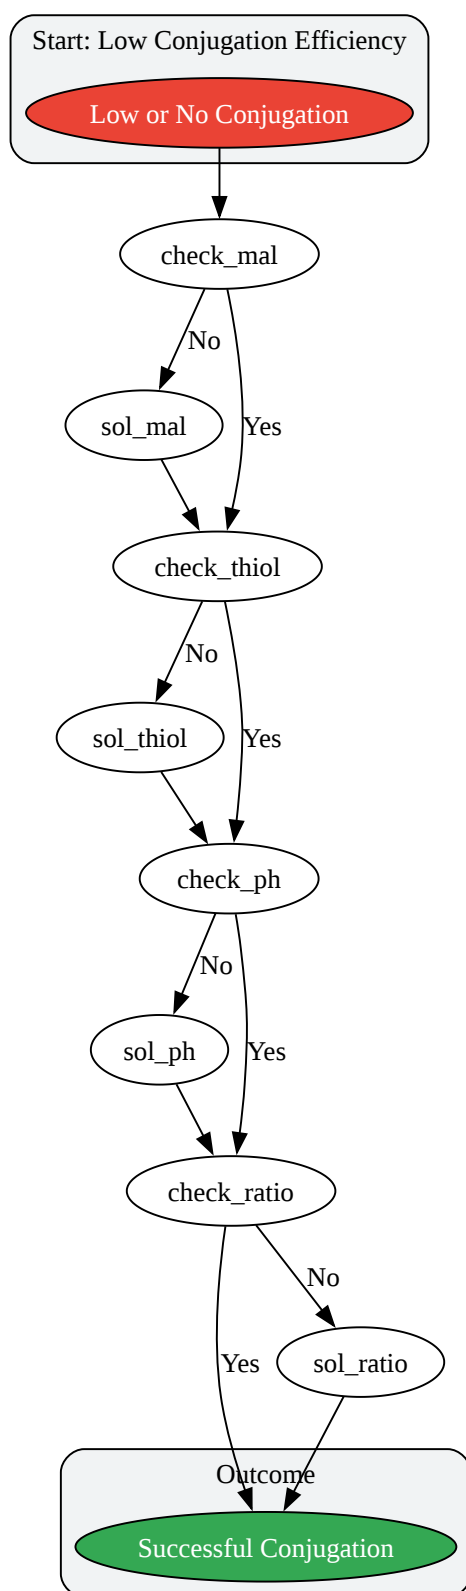 Start: Low Conjugation Efficiency
Low or No Conjugation
check_mal
No
sol_mal
Yes
check_thiol
No
sol_thiol
Yes
check_ph
No
sol_ph
Yes
check_ratio
No
Yes
sol_ratio
Outcome
Successful Conjugation